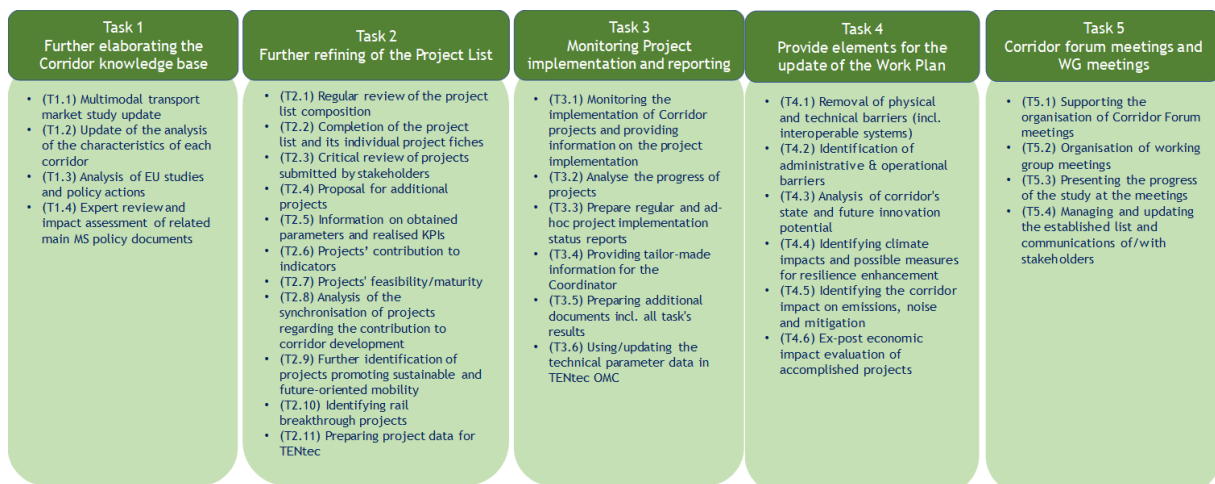 Task 1
Further elaborating the
Corridor knowledge base
• (T1.1) Multimodal transport
market study update
• (T1.2) Update of the analysis
of the characteristics of each
corridor
• (T1.3) Analysis of EU studies
and policy actions
• (T1.4) Expert review and
impact assessment of related
main MS policy documents
Task 2
Further refining of the Project List
• (T2.1) Regular review of the project
list composition
• (T2.2) Completion of the project
list and its individual project fiches
• (T2.3) Critical review of projects
submitted by stakeholders
• (T2.4) Proposal for additional
projects
• (T2.5) Information on obtained
parameters and realised KPIs
• (T2.6) Projects’ contribution to
indicators
• (T2.7) Projects' feasibility/maturity
• (T2.8) Analysis of the
synchronisation of projects
regarding the contribution to
corridor development
• (T2.9) Further identification of
projects promoting sustainable and
future-oriented mobility
• (T2.10) Identifying rail
breakthrough projects
• (T2.11) Preparing project data for
TENtec
Task 3
Monitoring Project
implementation and reporting
• (T3.1) Monitoring the
implementation of Corridor
projects and providing
information on the project
implementation
• (T3.2) Analyse the progress of
projects
• (T3.3) Prepare regular and ad-
hoc project implementation
status reports
• (T3.4) Providing tailor-made
information for the
Coordinator
• (T3.5) Preparing additional
documents incl. all task's
results
• (T3.6) Using/updating the
technical parameter data in
TENtec OMC
Task 4
Provide elements for the
update of the Work Plan
• (T4.1) Removal of physical
and technical barriers (incl.
interoperable systems)
• (T4.2) Identification of
administrative & operational
barriers
• (T4.3) Analysis of corridor's
state and future innovation
potential
• (T4.4) Identifying climate
impacts and possible measures
for resilience enhancement
• (T4.5) Identifying the corridor
impact on emissions, noise
and mitigation
• (T4.6) Ex-post economic
impact evaluation of
accomplished projects
Task 5
Corridor forum meetings and
WG meetings
• (T5.1) Supporting the
organisation of Corridor Forum
meetings
• (T5.2) Organisation of working
group meetings
• (T5.3) Presenting the progress
of the study at the meetings
• (T5.4) Managing and updating
the established list and
communications of/with
stakeholders